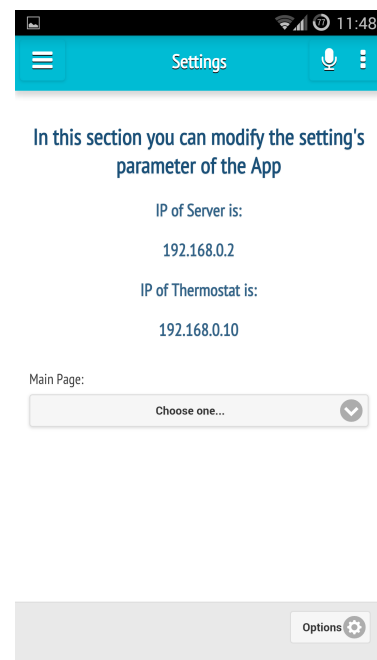 77 11:48
Settings
In this section you can modify the setting's
parameter of the App
IP of Server is:
192.168.0.2
IP of Thermostat is:
192.168.0.10
Main Page:
Choose one...
Options